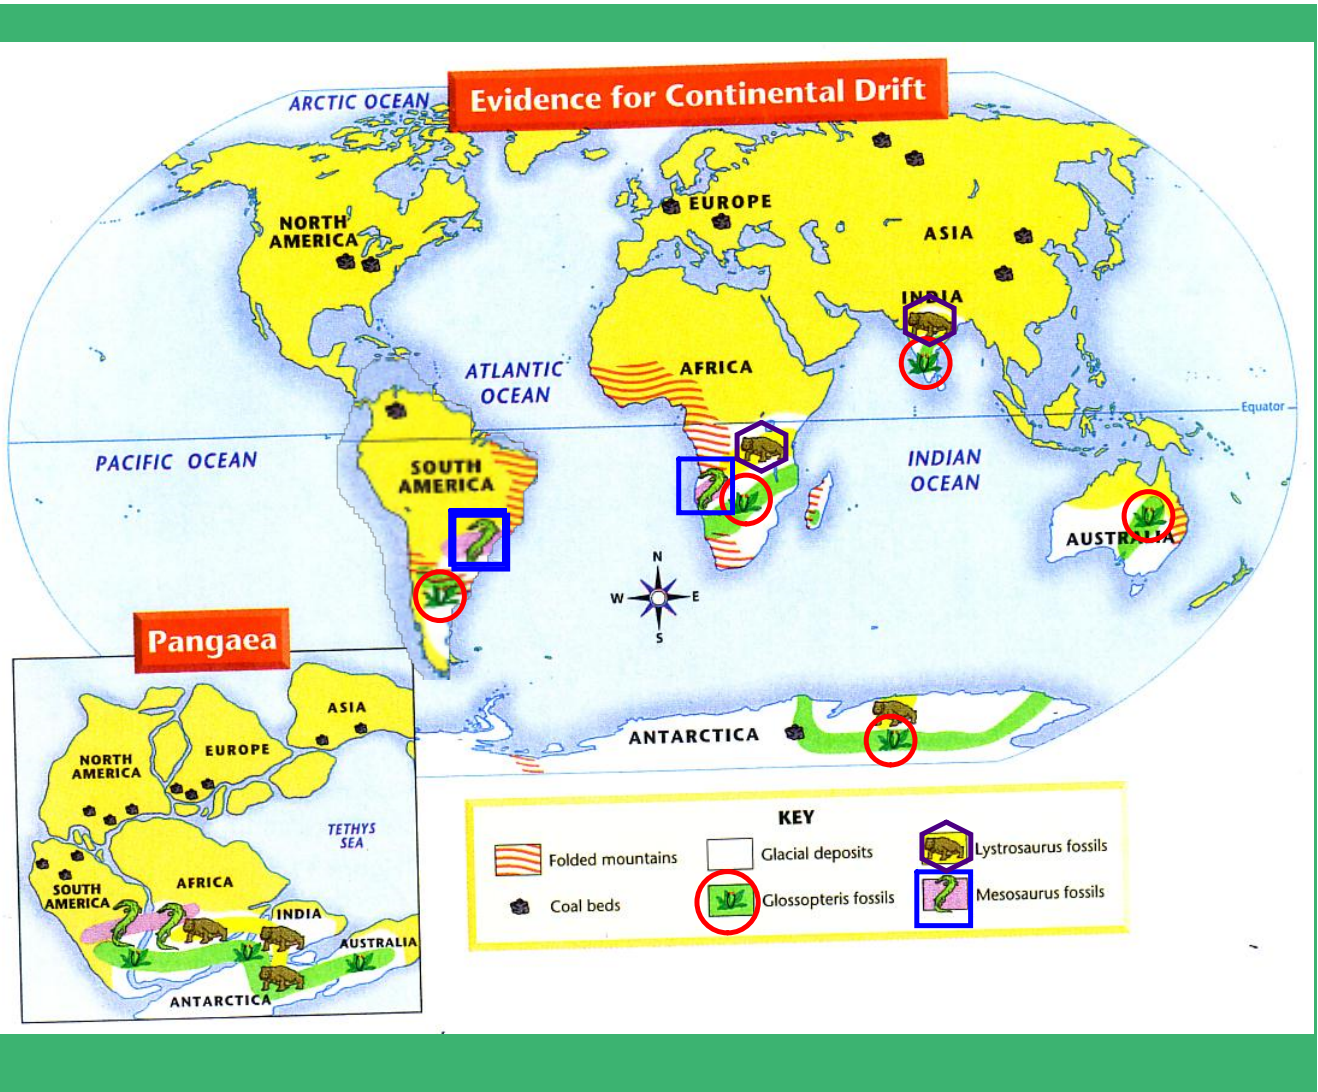 Evidence for Continental Drift
ARCTIC OCEAN
NORTH
AMERICA
EUROPE
ASIA
INDIA
ATLANTIC
OCEAN
AFRICA
Equator
PACIFIC OCEAN
SOUTH
AMERICA
INDIAN
OCEAN
AUSTRALIA
N
W
E
S
ANTARCTICA
Pangaea
ASIA
NORTH
AMERICA
EUROPE
TETHYS
SEA
SOUTH
AMERICA
AFRICA
INDIA
AUSTRALIA
ANTARCTICA
KEY
Folded mountains
Glacial deposits
Lystrosaurus fossils
Coal beds
Glossopteris fossils
Mesosaurus fossils